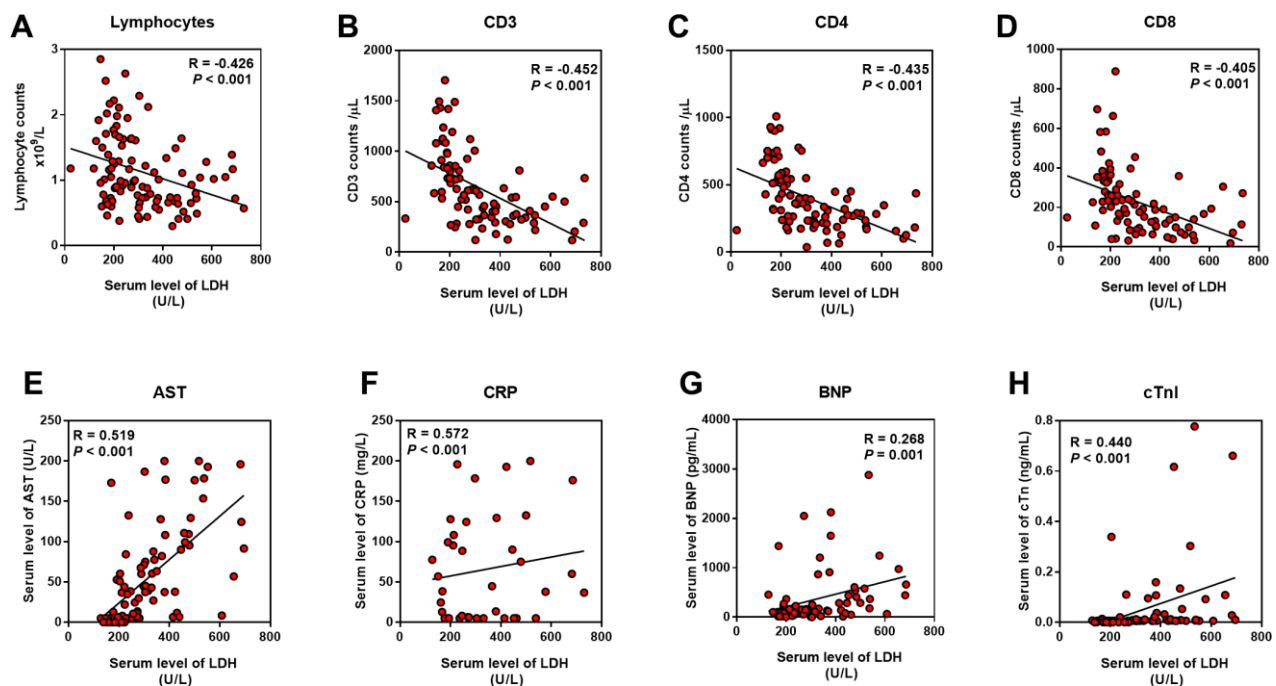 A
Lymphocytes
R = -0.426
P < 0.001
Lymphocyte counts
x10⁹/L
3
2
1
0
0 200 400 600 800
Serum level of LDH
(U/L)
B
CD3
R = -0.452
P < 0.001
CD3 counts /μL
2000
1500
1000
500
0
0 200 400 600 800
Serum level of LDH
(U/L)
C
CD4
R = -0.435
P < 0.001
CD4 counts /μL
1500
1000
500
0
0 200 400 600 800
Serum level of LDH
(U/L)
D
CD8
R = -0.405
P < 0.001
CD8 counts /μL
1000
800
600
400
200
0
0 200 400 600 800
Serum level of LDH
(U/L)
E
AST
R = 0.519
P < 0.001
Serum level of AST (U/L)
250
200
150
100
50
0
0 200 400 600 800
Serum level of LDH
(U/L)
F
CRP
R = 0.572
P < 0.001
Serum level of CRP (mg/L)
250
200
150
100
50
0
0 200 400 600 800
Serum level of LDH
(U/L)
G
BNP
R = 0.268
P = 0.001
Serum level of BNP (pg/mL)
4000
3000
2000
1000
0
0 200 400 600 800
Serum level of LDH
(U/L)
H
cTnI
R = 0.440
P < 0.001
Serum level of cTn (ng/mL)
0.8
0.6
0.4
0.2
0.0
0 200 400 600 800
Serum level of LDH
(U/L)